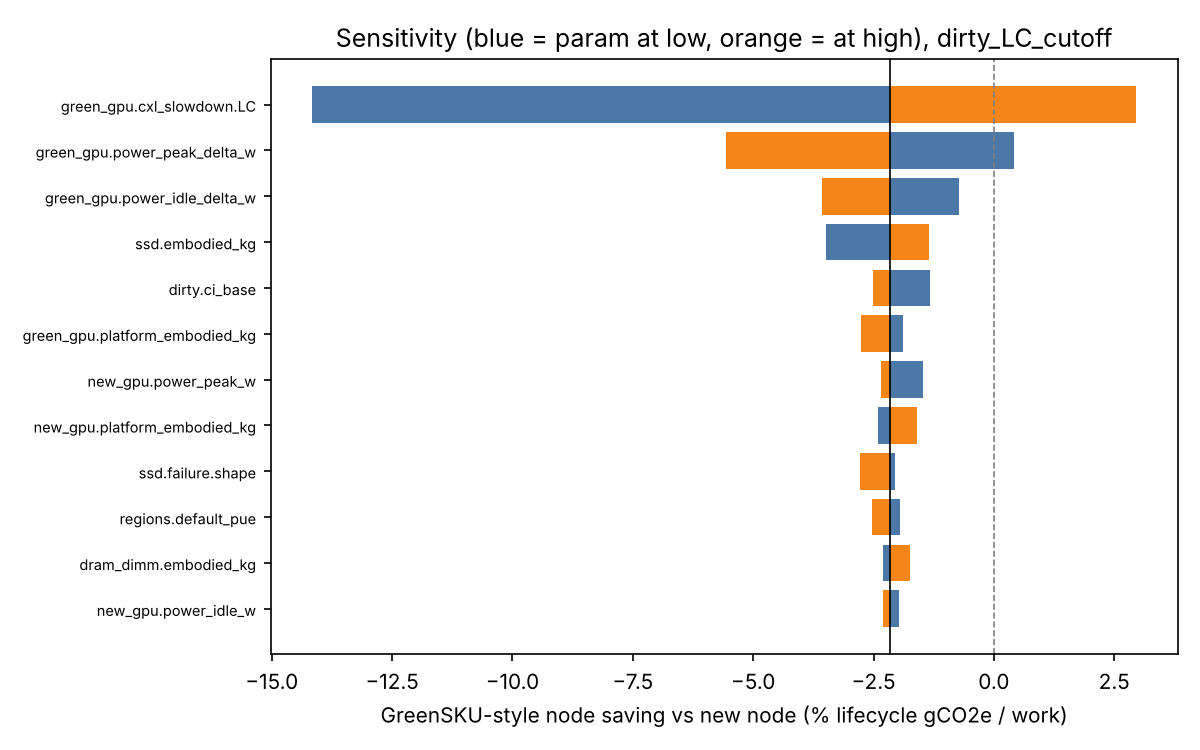 Sensitivity (blue = param at low, orange = at high), dirty_LC_cutoff
green_gpu.cxl_slowdown.LC
green_gpu.power_peak_delta_w
green_gpu.power_idle_delta_w
ssd.embodied_kg
dirty.ci_base
green_gpu.platform_embodied_kg
new_gpu.power_peak_w
new_gpu.platform_embodied_kg
ssd.failure.shape
regions.default_pue
dram_dimm.embodied_kg
new_gpu.power_idle_w
−15.0 −12.5 −10.0 −7.5 −5.0 −2.5 0.0 2.5
GreenSKU-style node saving vs new node (% lifecycle gCO2e / work)